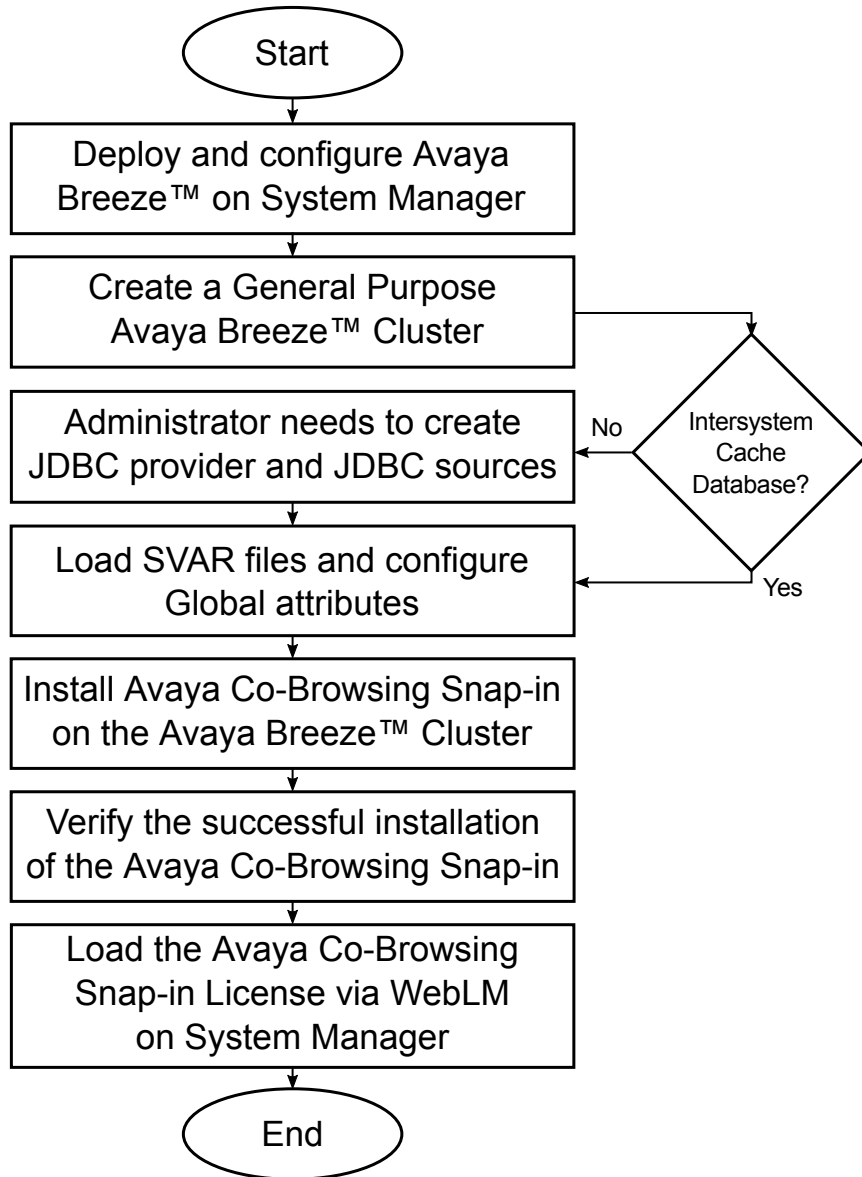 Start
Deploy and configure Avaya
Breeze™ on System Manager
Create a General Purpose
Avaya Breeze™ Cluster
Intersystem
Cache
Database?
No
Yes
Administrator needs to create
JDBC provider and JDBC sources
Load SVAR files and configure
Global attributes
Install Avaya Co-Browsing Snap-in
on the Avaya Breeze™ Cluster
Verify the successful installation
of the Avaya Co-Browsing Snap-in
Load the Avaya Co-Browsing
Snap-in License via WebLM
on System Manager
End